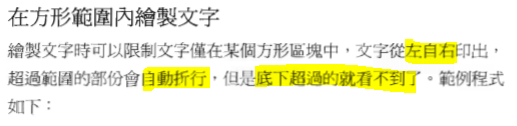 在方形範圍內繪製文字
繪製文字時可以限制文字僅在某個方形區塊中，文字從左自右印出，
超過範圍的部份會自動折行，但是底下超過的就看不到了。範例程式
如下：